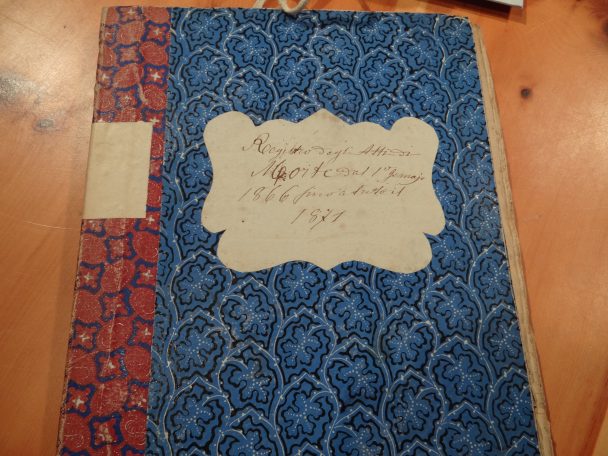 Registro degli Atti di
Morte dal 1° Gennajo
1866 fino a tutto il
1871